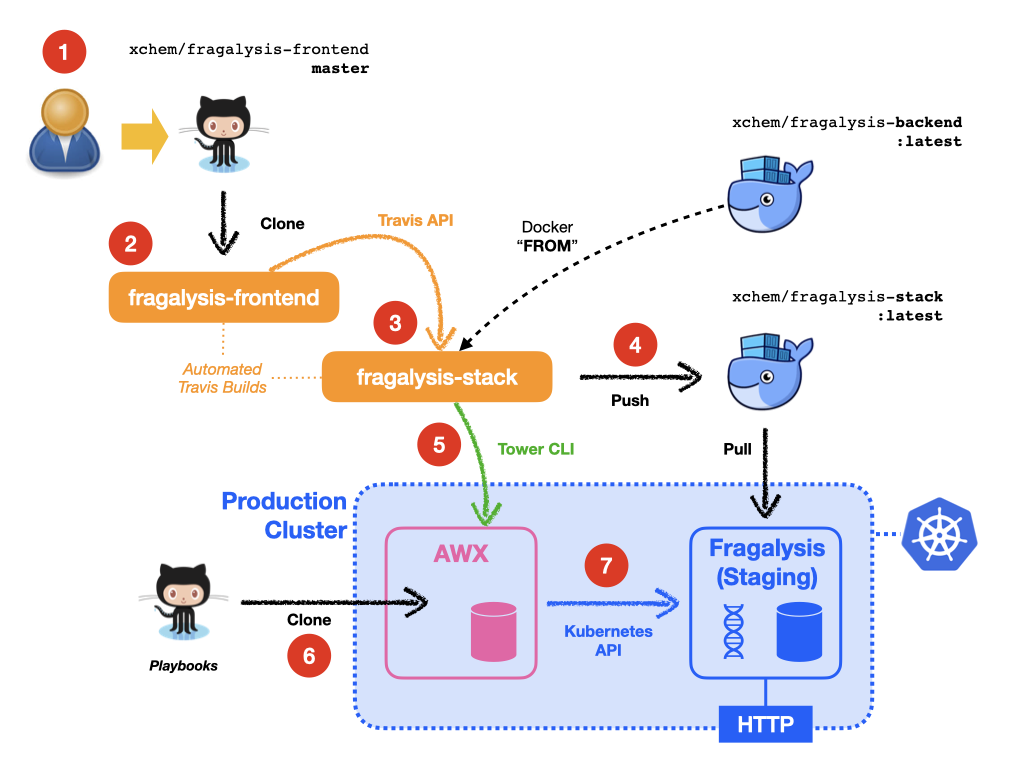 1
xchem/fragalysis-frontend
master
xchem/fragalysis-backend
:latest
Clone
Travis API
Docker
“FROM”
2
fragalysis-frontend
xchem/fragalysis-stack
:latest
3
4
Automated
Travis Builds
fragalysis-stack
Push
5
Tower CLI
Pull
Production
Cluster
AWX
7
Fragalysis
(Staging)
Clone
Kubernetes
API
6
Playbooks
HTTP